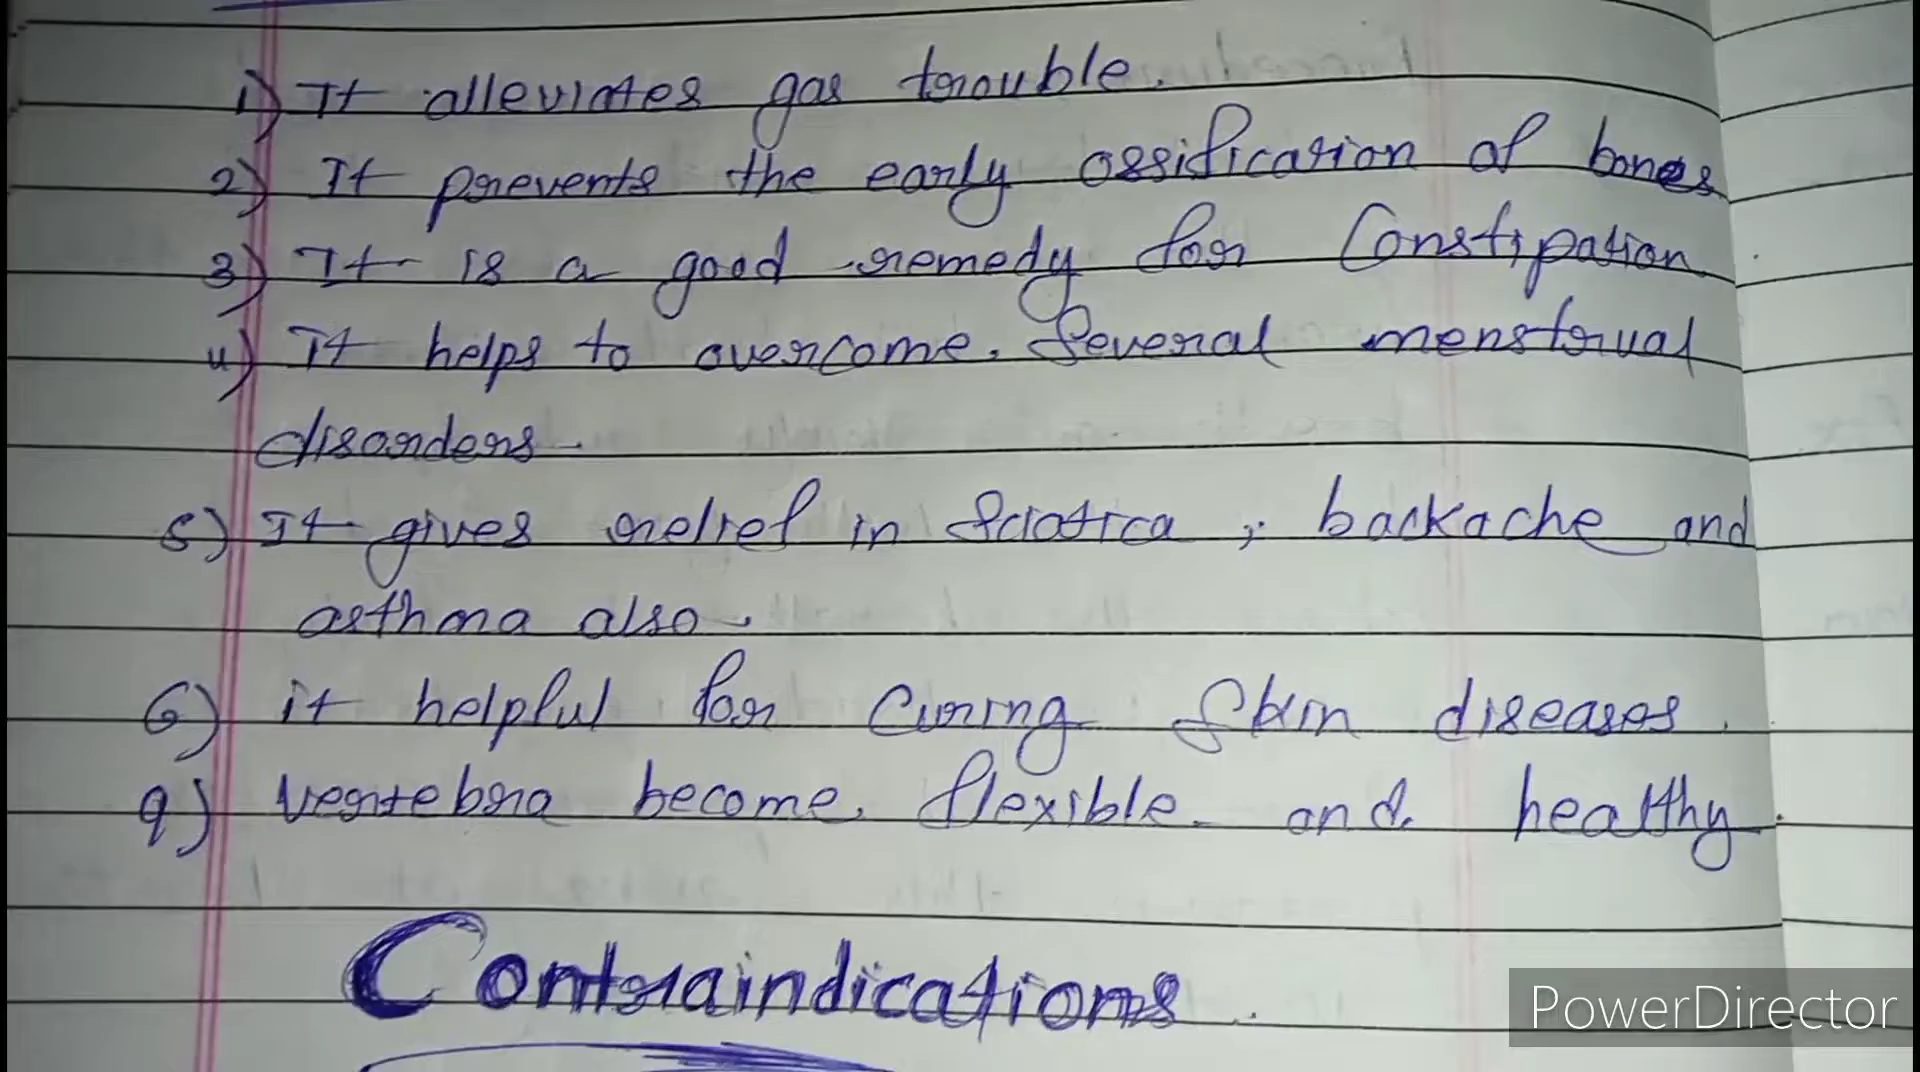 1) It alleviates gas trouble.
2) It prevents the early ossification of bones
3) It is a good remedy for Constipation
4) It helps to overcome. Several menstrual
disorders.
5) It gives relief in Sciatica, backache and
asthma also.
6) it helpful for Curing Skin diseases.
9) vertebra become flexible and healthy.
Contraindications.
PowerDirector